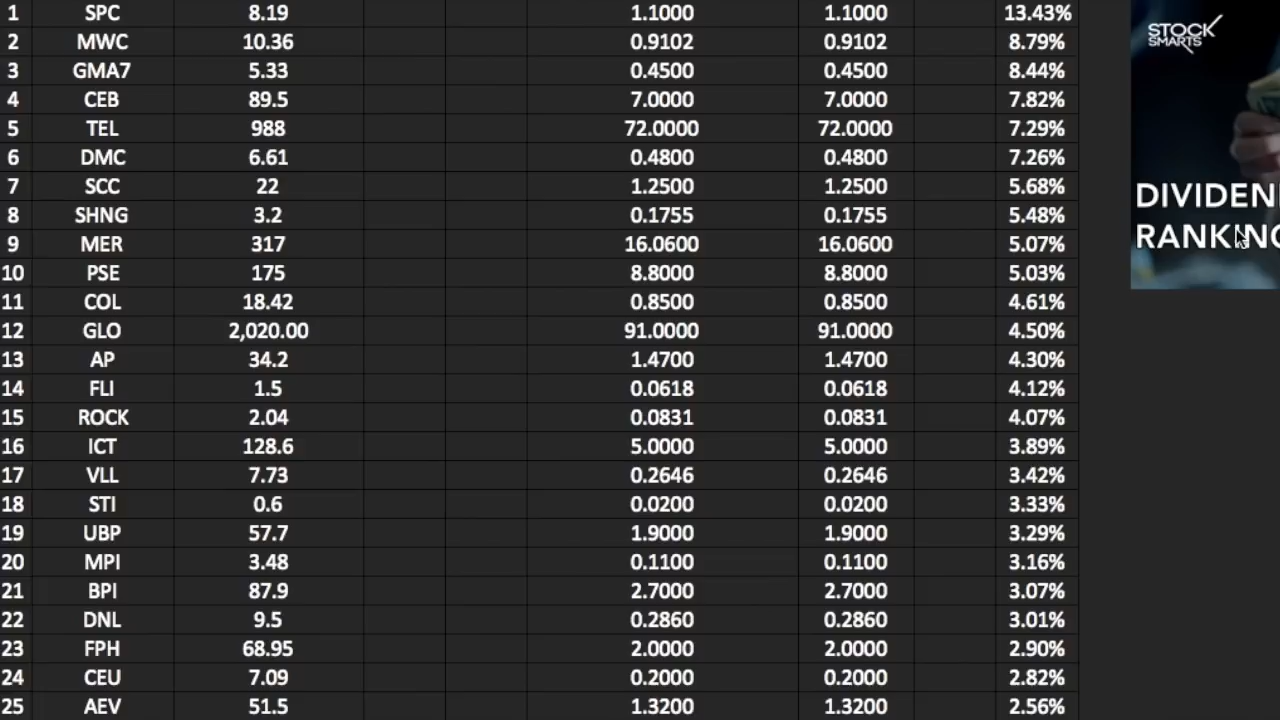 1 SPC 8.19 1.1000 1.1000 13.43%
2 MWC 10.36 0.9102 0.9102 8.79%
3 GMA7 5.33 0.4500 0.4500 8.44%
4 CEB 89.5 7.0000 7.0000 7.82%
5 TEL 988 72.0000 72.0000 7.29%
6 DMC 6.61 0.4800 0.4800 7.26%
7 SCC 22 1.2500 1.2500 5.68%
8 SHNG 3.2 0.1755 0.1755 5.48%
9 MER 317 16.0600 16.0600 5.07%
10 PSE 175 8.8000 8.8000 5.03%
11 COL 18.42 0.8500 0.8500 4.61%
12 GLO 2,020.00 91.0000 91.0000 4.50%
13 AP 34.2 1.4700 1.4700 4.30%
14 FLI 1.5 0.0618 0.0618 4.12%
15 ROCK 2.04 0.0831 0.0831 4.07%
16 ICT 128.6 5.0000 5.0000 3.89%
17 VLL 7.73 0.2646 0.2646 3.42%
18 STI 0.6 0.0200 0.0200 3.33%
19 UBP 57.7 1.9000 1.9000 3.29%
20 MPI 3.48 0.1100 0.1100 3.16%
21 BPI 87.9 2.7000 2.7000 3.07%
22 DNL 9.5 0.2860 0.2860 3.01%
23 FPH 68.95 2.0000 2.0000 2.90%
24 CEU 7.09 0.2000 0.2000 2.82%
25 AEV 51.5 1.3200 1.3200 2.56%
STOCK
SMARTS
DIVIDEN
RANKING